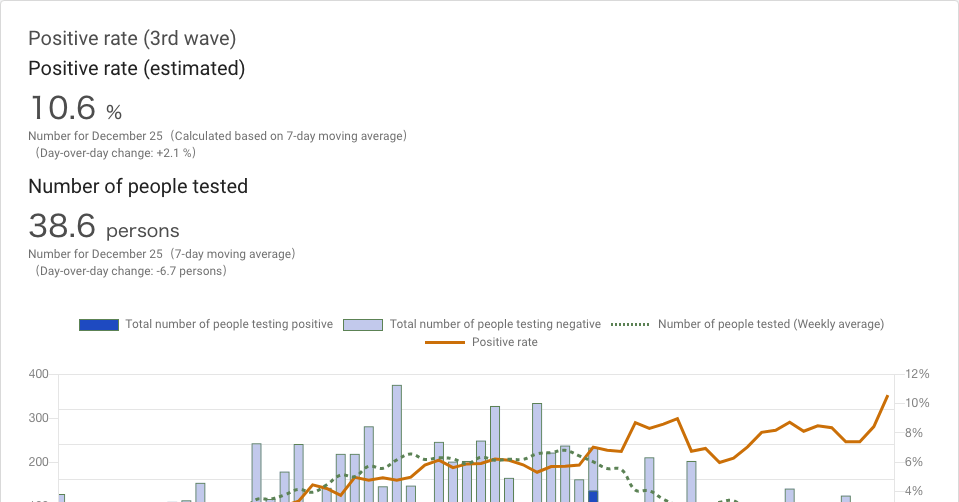 Positive rate (3rd wave)
Positive rate (estimated)
10.6 %
Number for December 25（Calculated based on 7-day moving average）
（Day-over-day change: +2.1 %）
Number of people tested
38.6 persons
Number for December 25（7-day moving average）
（Day-over-day change: -6.7 persons）
Total number of people testing positive Total number of people testing negative Number of people tested (Weekly average)
Positive rate
400 12%
10%
300
8%
200 6%
4%
100